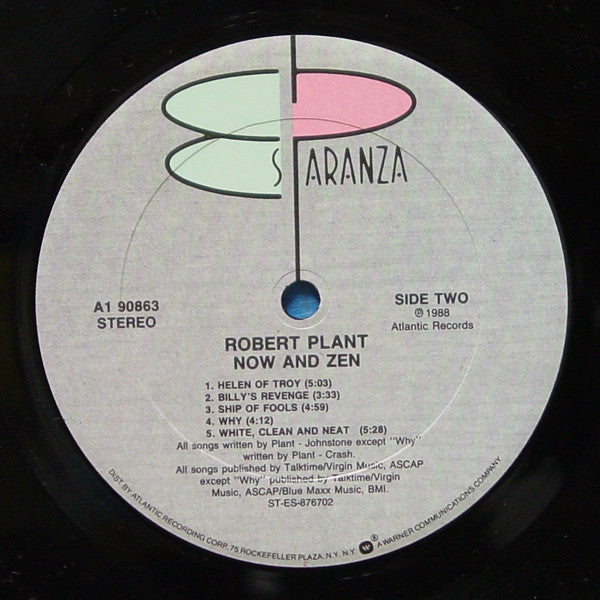 ES PARANZA
A1 90863
STEREO
SIDE TWO
℗ 1988
Atlantic Records
ROBERT PLANT
NOW AND ZEN
1. HELEN OF TROY (5:03)
2. BILLY'S REVENGE (3:33)
3. SHIP OF FOOLS (4:59)
4. WHY (4:12)
5. WHITE, CLEAN AND NEAT (5:28)
All songs written by Plant - Johnstone except "Why"
written by Plant - Crash.
All songs published by Talktime/Virgin Music, ASCAP
except "Why" published by Talktime/Virgin
Music, ASCAP/Blue Maxx Music, BMI.
ST-ES-876702
DIST. BY ATLANTIC RECORDING CORP. 75 ROCKEFELLER PLAZA, N.Y. N.Y. W ® A WARNER COMMUNICATIONS COMPANY